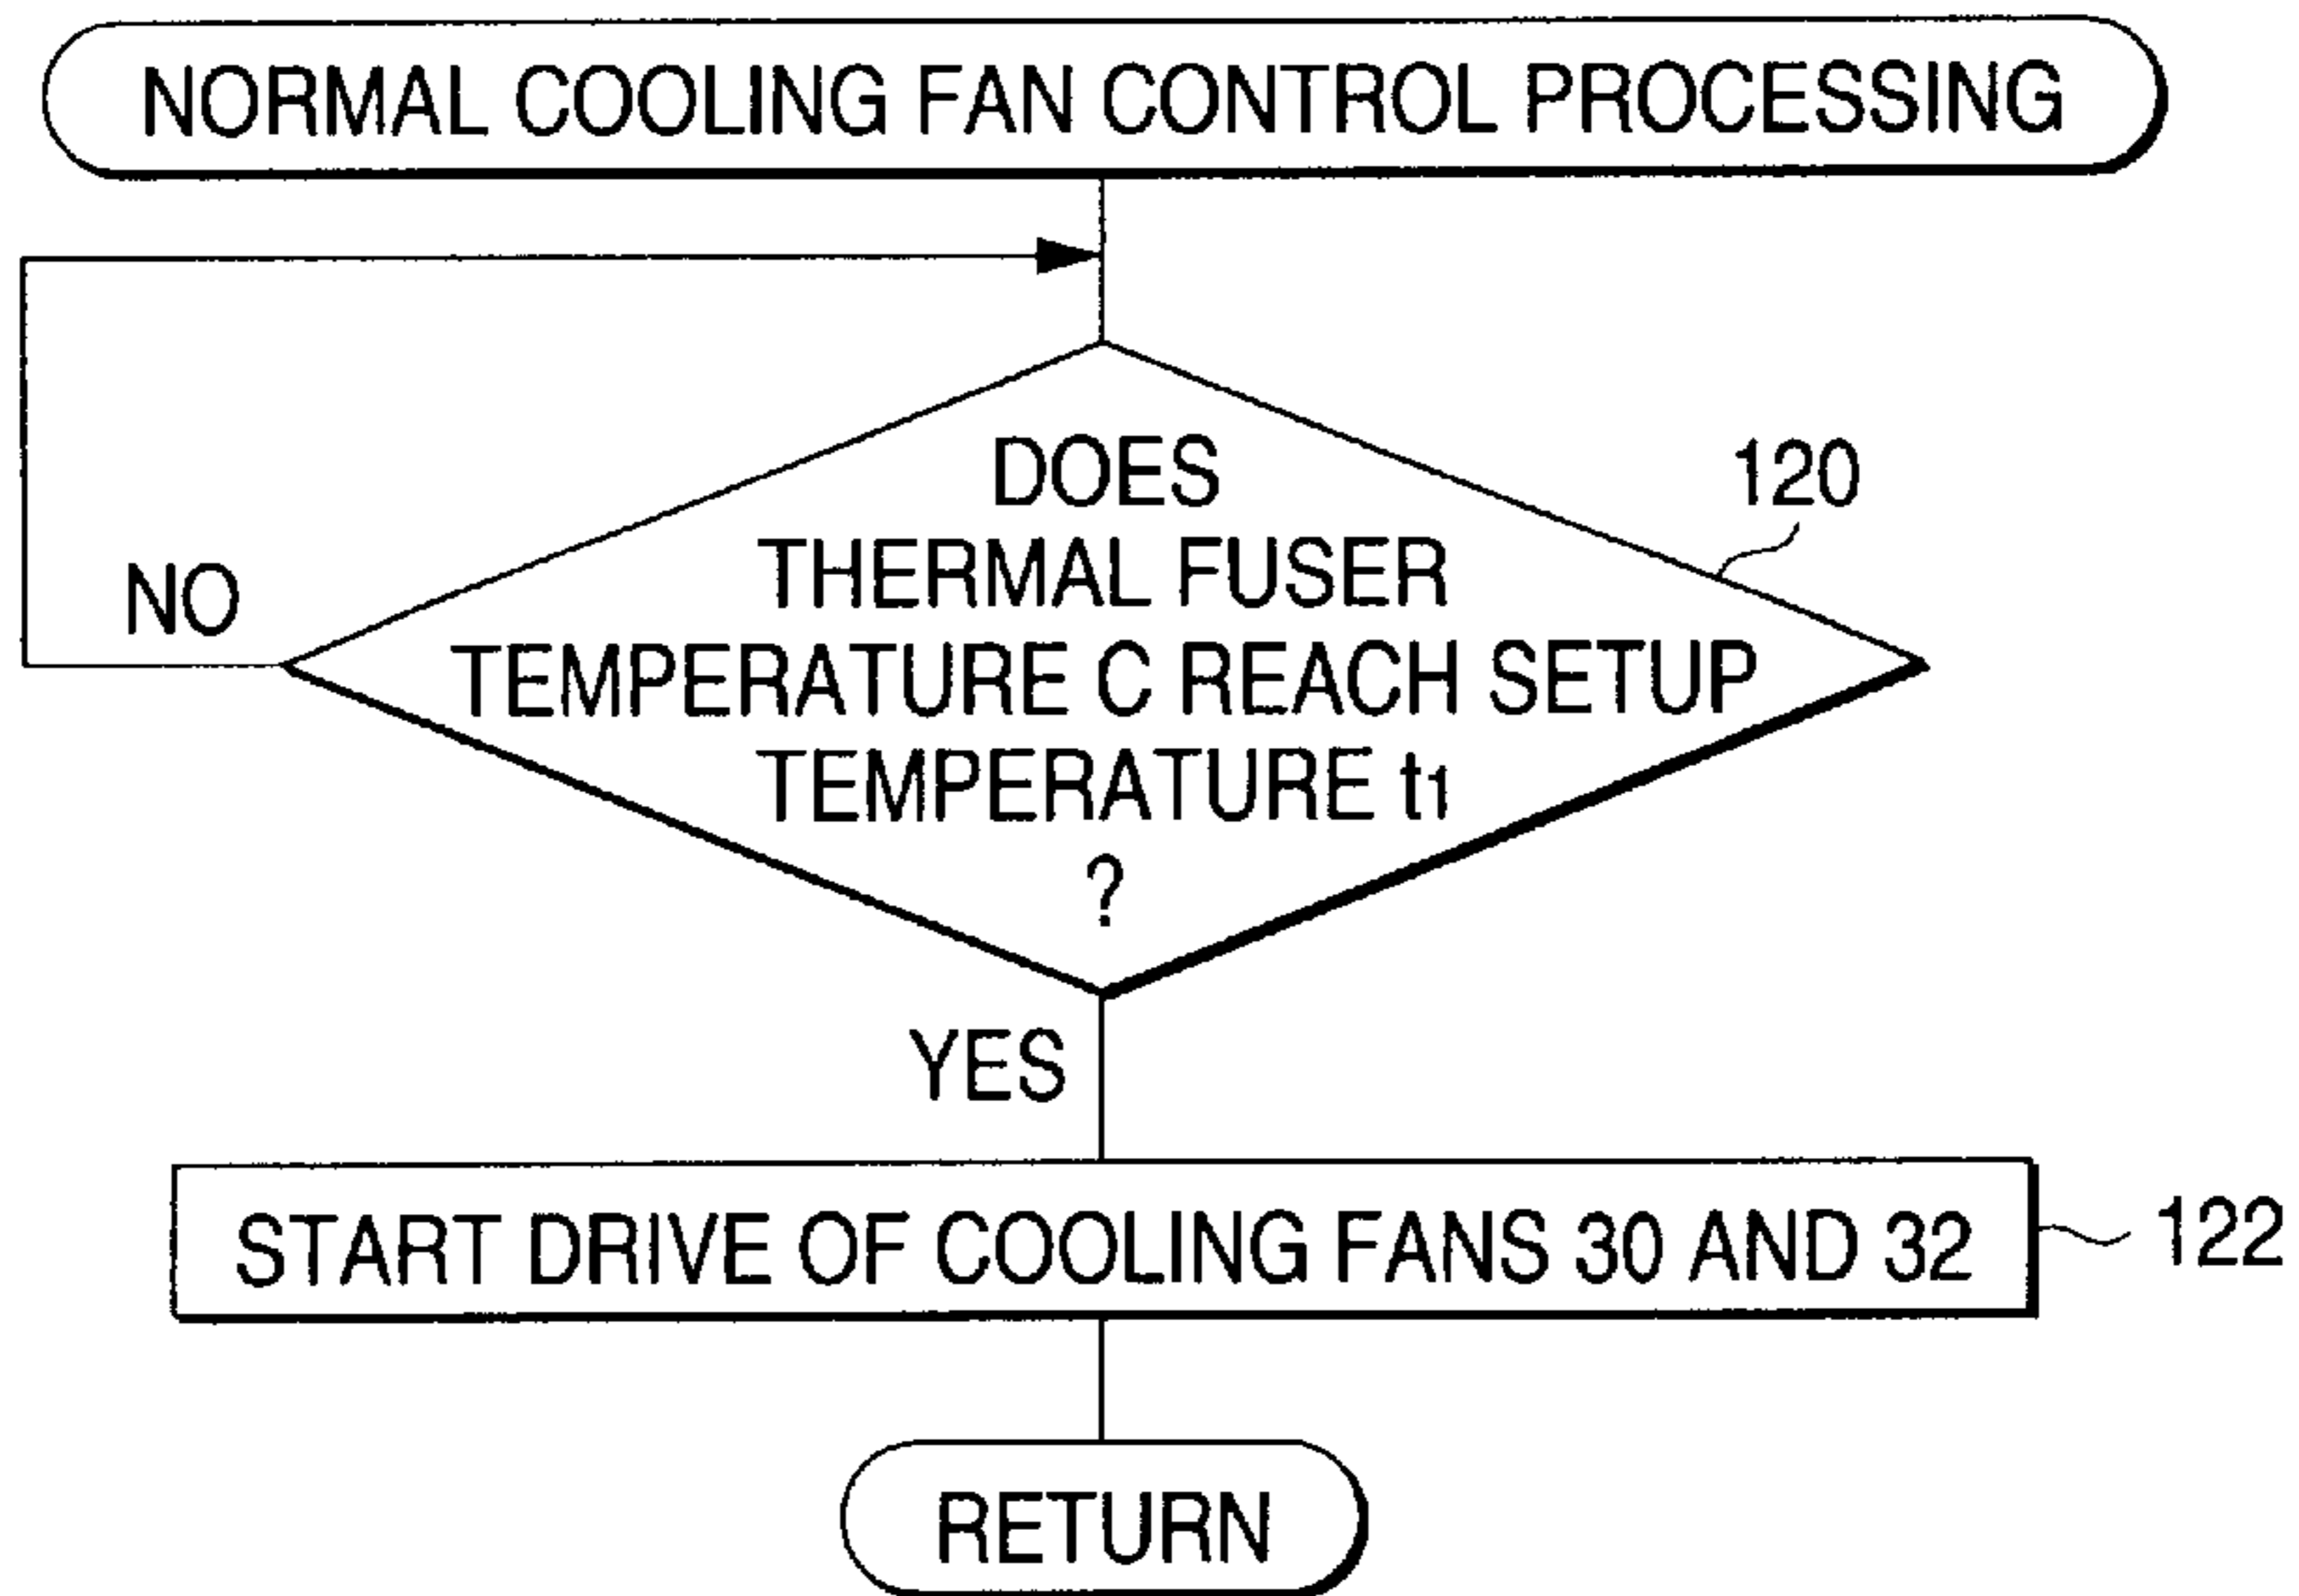 NORMAL COOLING FAN CONTROL PROCESSING
DOES
THERMAL FUSER
TEMPERATURE C REACH SETUP
TEMPERATURE t1
?
120
NO
YES
START DRIVE OF COOLING FANS 30 AND 32
122
RETURN